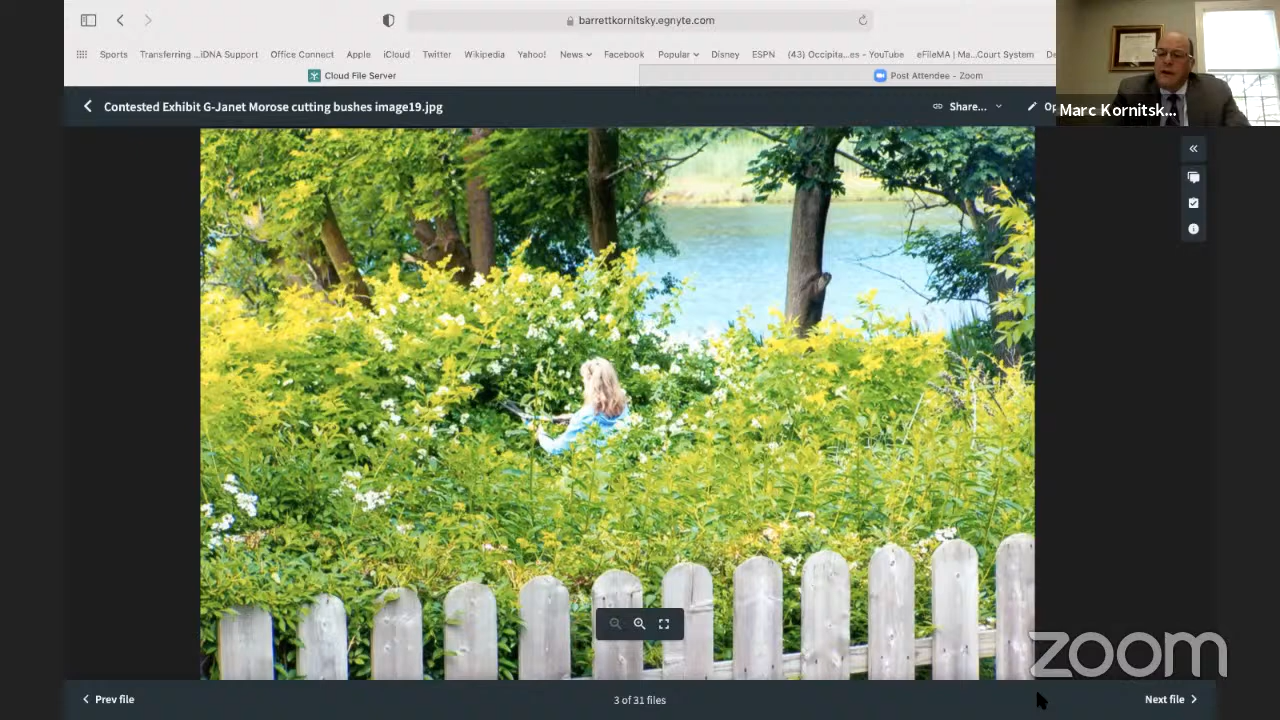 barrettkornitsky.egnyte.com
Sports Transferring ...iDNA Support Office Connect Apple iCloud Twitter Wikipedia Yahoo! News Facebook Popular Disney ESPN (43) Occipita...es - YouTube eFileMA | Ma...Court System De
Cloud File Server Post Attendee - Zoom
Contested Exhibit G-Janet Morose cutting bushes image19.jpg Share... Op
Marc Kornitsk...
zoom
Prev file 3 of 31 files Next file